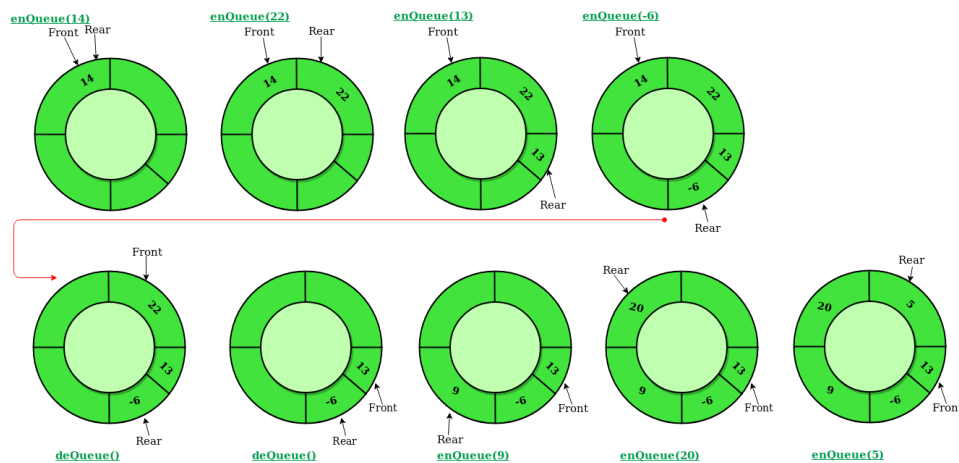 enQueue(14)
Front
Rear
14
enQueue(22)
Front
Rear
14
22
enQueue(13)
Front
14
22
13
Rear
enQueue(-6)
Front
14
22
13
-6
Rear
Front
22
13
-6
Rear
deQueue()
13
-6
Front
Rear
deQueue()
13
9
-6
Front
Rear
enQueue(9)
Rear
20
13
9
-6
Front
enQueue(20)
Rear
20
5
13
9
-6
Fron
enQueue(5)